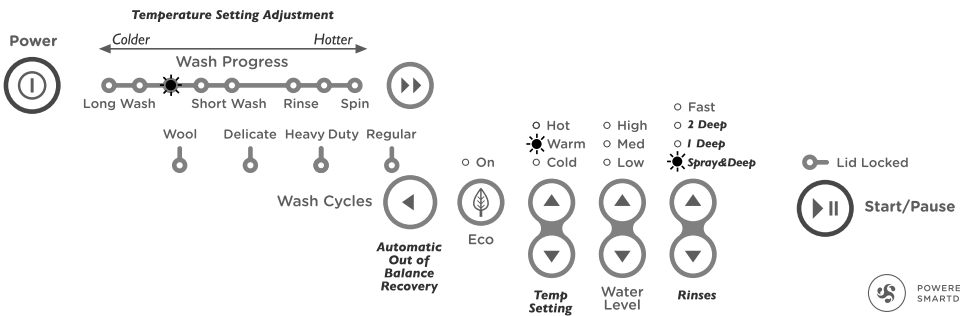 Temperature Setting Adjustment
Power
Colder Hotter
Wash Progress
Long Wash Short Wash Rinse Spin
Wool Delicate Heavy Duty Regular
Fast
2 Deep
1 Deep
Spray&Deep
Hot
Warm
Cold
High
Med
Low
On
Lid Locked
Wash Cycles
Eco
Start/Pause
Automatic
Out of
Balance
Recovery
Temp
Setting
Water
Level
Rinses
POWERE
SMARTD